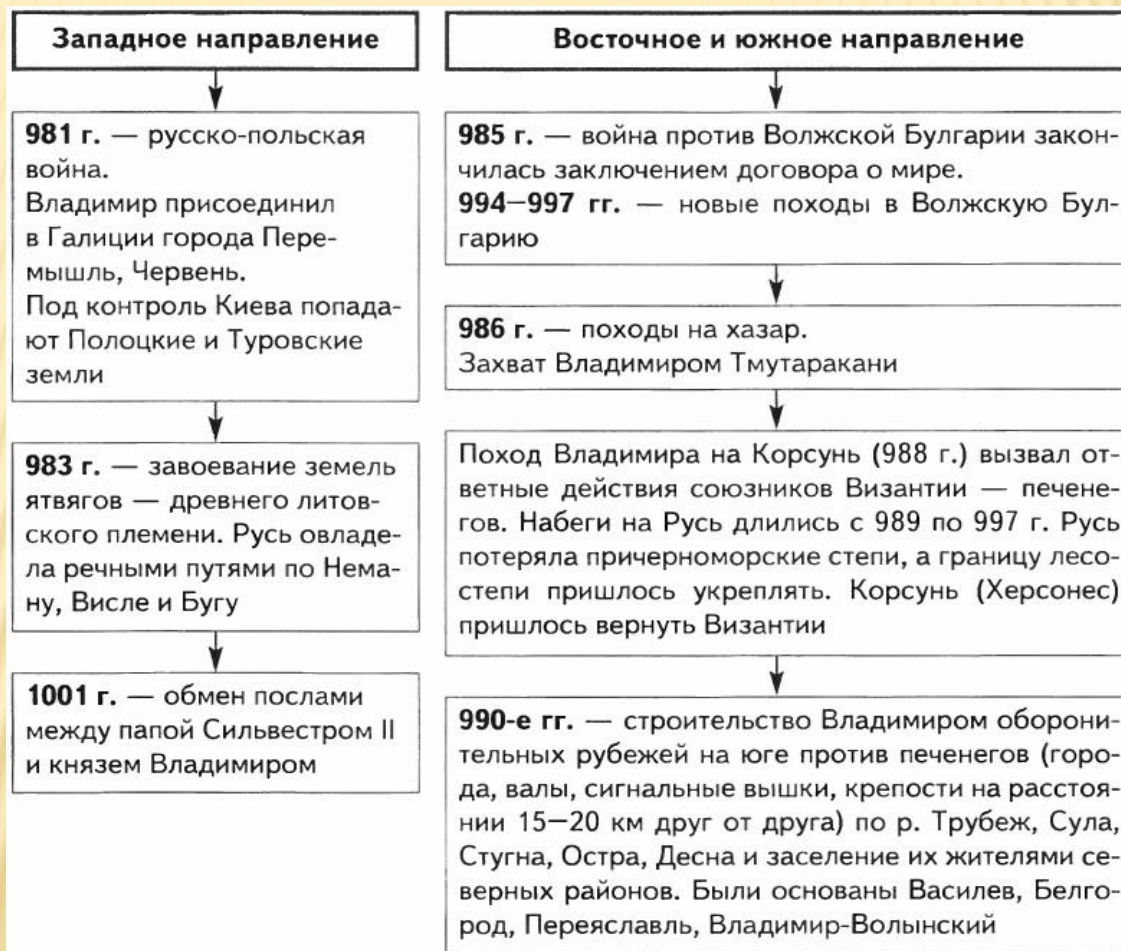 Западное направление
981 г. — русско-польская
война.
Владимир присоединил
в Галиции города Пере-
мышль, Червень.
Под контроль Киева попада-
ют Полоцкие и Туровские
земли
983 г. — завоевание земель
ятвягов — древнего литов-
ского племени. Русь овладе-
ла речными путями по Нема-
ну, Висле и Бугу
1001 г. — обмен послами
между папой Сильвестром II
и князем Владимиром
Восточное и южное направление
985 г. — война против Волжской Булгарии закон-
чилась заключением договора о мире.
994—997 гг. — новые походы в Волжскую Бул-
гарию
986 г. — походы на хазар.
Захват Владимиром Тмутаракани
Поход Владимира на Корсунь (988 г.) вызвал от-
ветные действия союзников Византии — печене-
гов. Набеги на Русь длились с 989 по 997 г. Русь
потеряла причерноморские степи, а границу лесо-
степи пришлось укреплять. Корсунь (Херсонес)
пришлось вернуть Византии
990-е гг. — строительство Владимиром оборони-
тельных рубежей на юге против печенегов (горо-
да, валы, сигнальные вышки, крепости на расстоя-
нии 15—20 км друг от друга) по р. Трубеж, Сула,
Стугна, Остра, Десна и заселение их жителями се-
верных районов. Были основаны Василев, Белго-
род, Переяславль, Владимир-Волынский